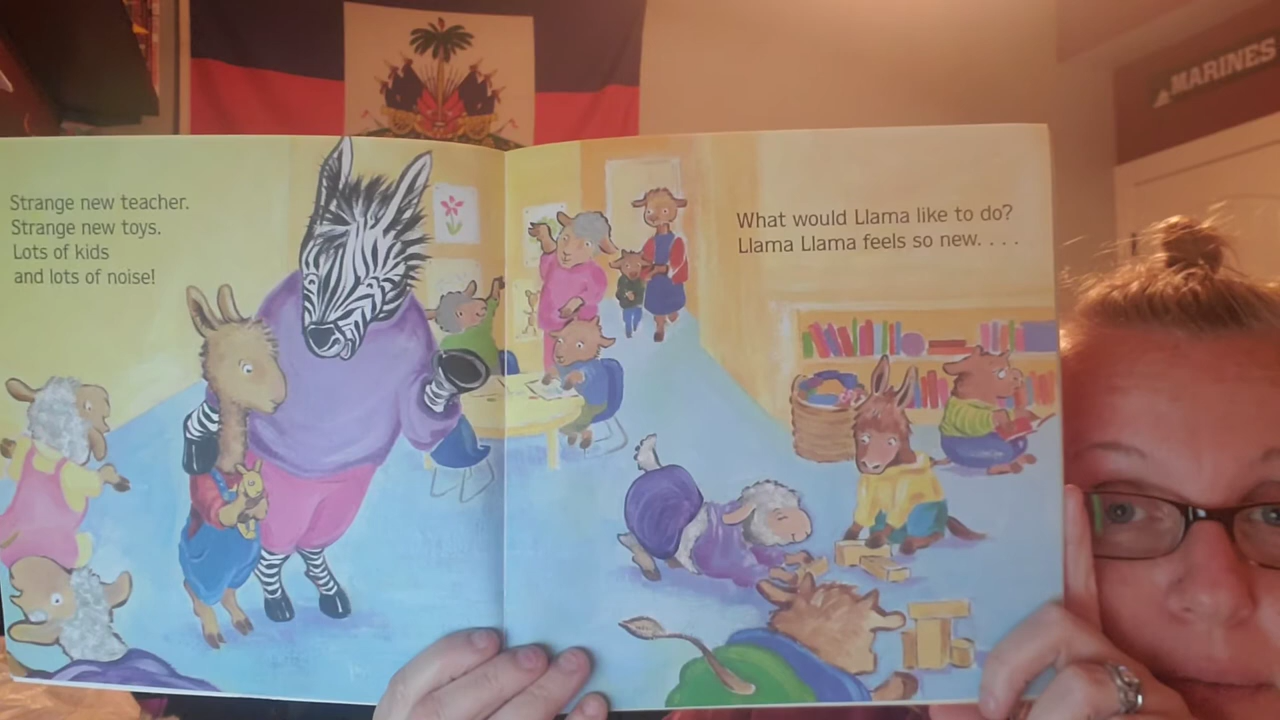 Strange new teacher.
Strange new toys.
Lots of kids
and lots of noise!
What would Llama like to do?
Llama Llama feels so new. . . .
MARINES